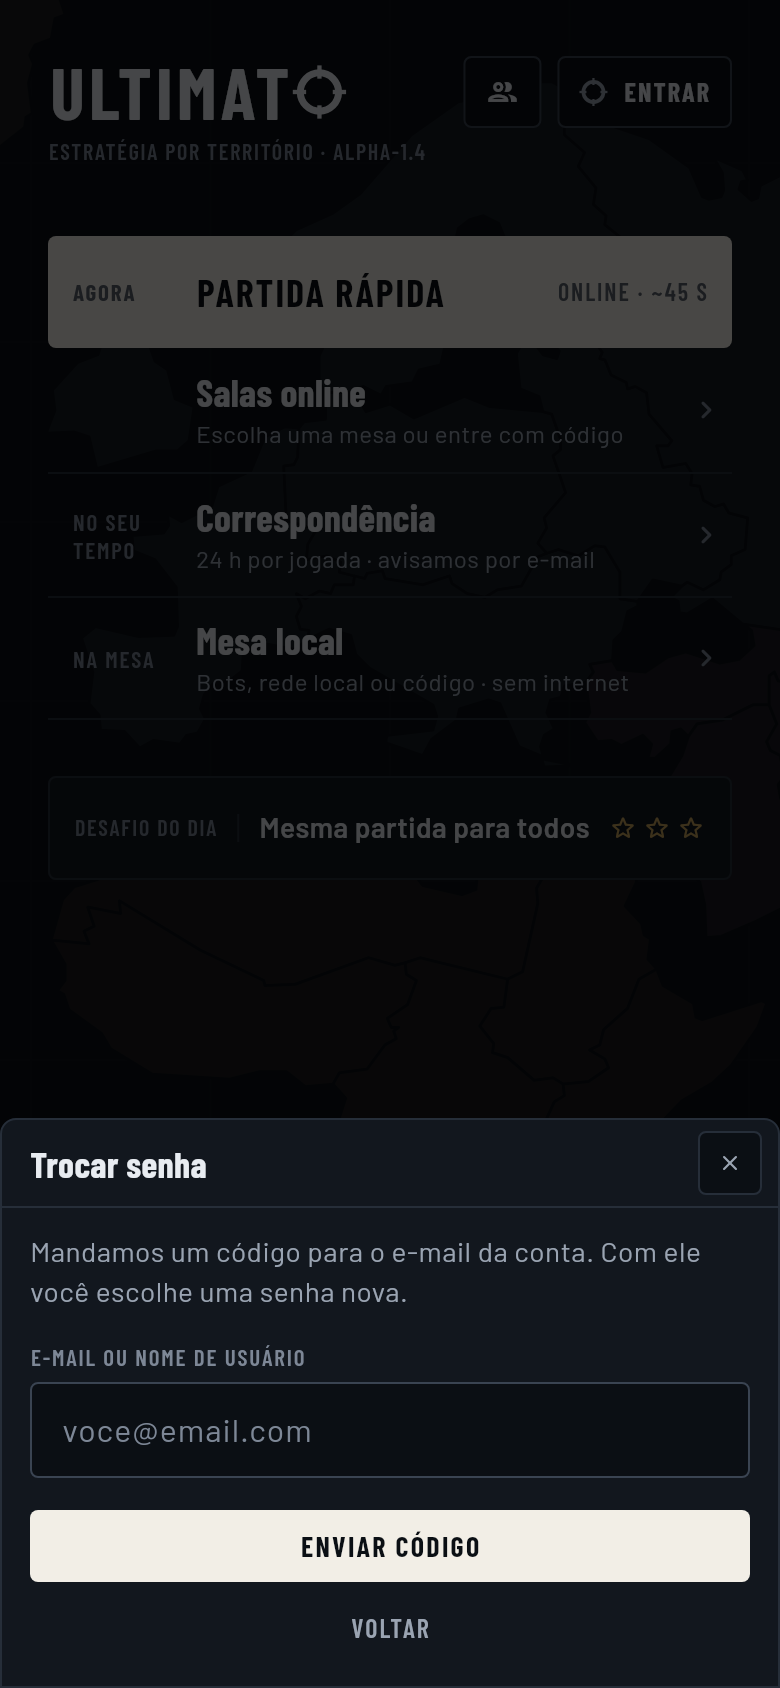 ULTIMATO
ENTRAR
ESTRATÉGIA POR TERRITÓRIO · ALPHA-1.4
AGORA
PARTIDA RÁPIDA
ONLINE · ~45 S
Salas online
Escolha uma mesa ou entre com código
NO SEU
TEMPO
Correspondência
24 h por jogada · avisamos por e-mail
NA MESA
Mesa local
Bots, rede local ou código · sem internet
DESAFIO DO DIA
Mesma partida para todos
Trocar senha
Mandamos um código para o e-mail da conta. Com ele
você escolhe uma senha nova.
E-MAIL OU NOME DE USUÁRIO
voce@email.com
ENVIAR CÓDIGO
VOLTAR